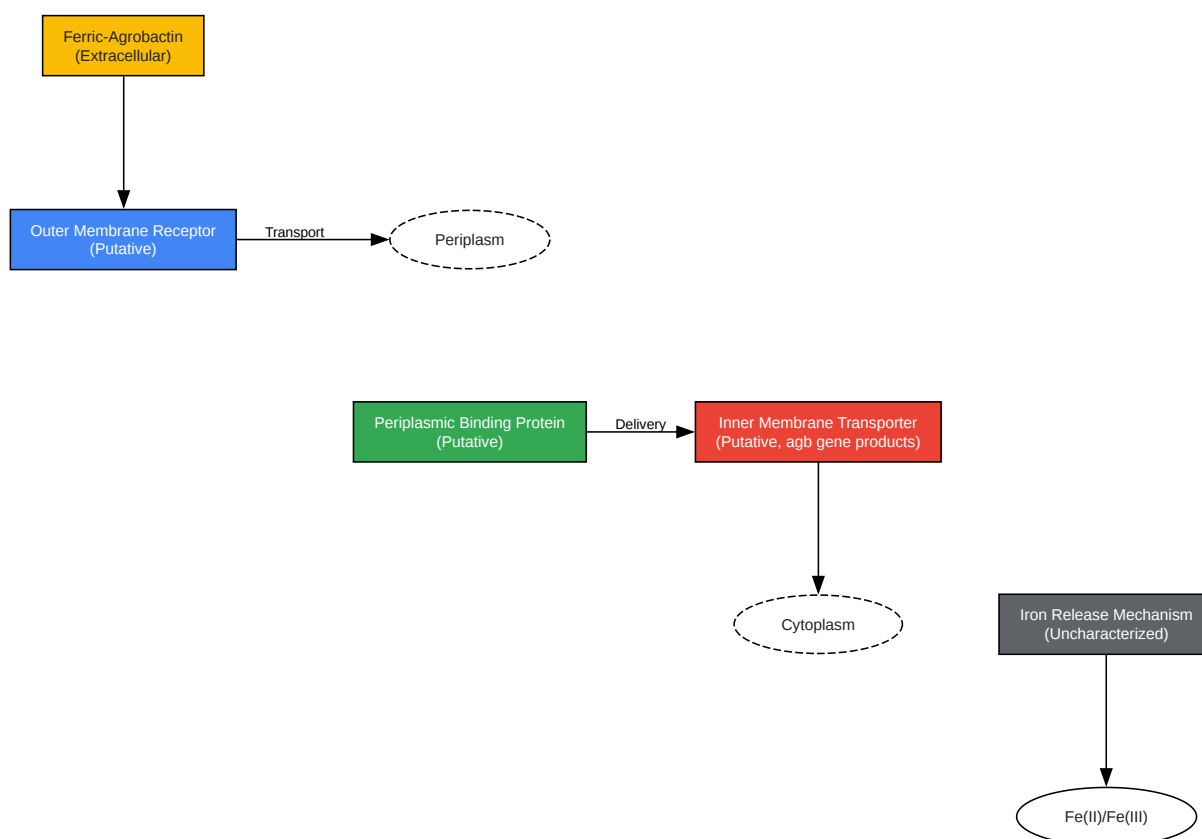 Ferric-Agrobactin
(Extracellular)
Outer Membrane Receptor
(Putative)
Transport
Periplasm
Periplasmic Binding Protein
(Putative)
Delivery
Inner Membrane Transporter
(Putative, agb gene products)
Cytoplasm
Iron Release Mechanism
(Uncharacterized)
Fe(II)/Fe(III)